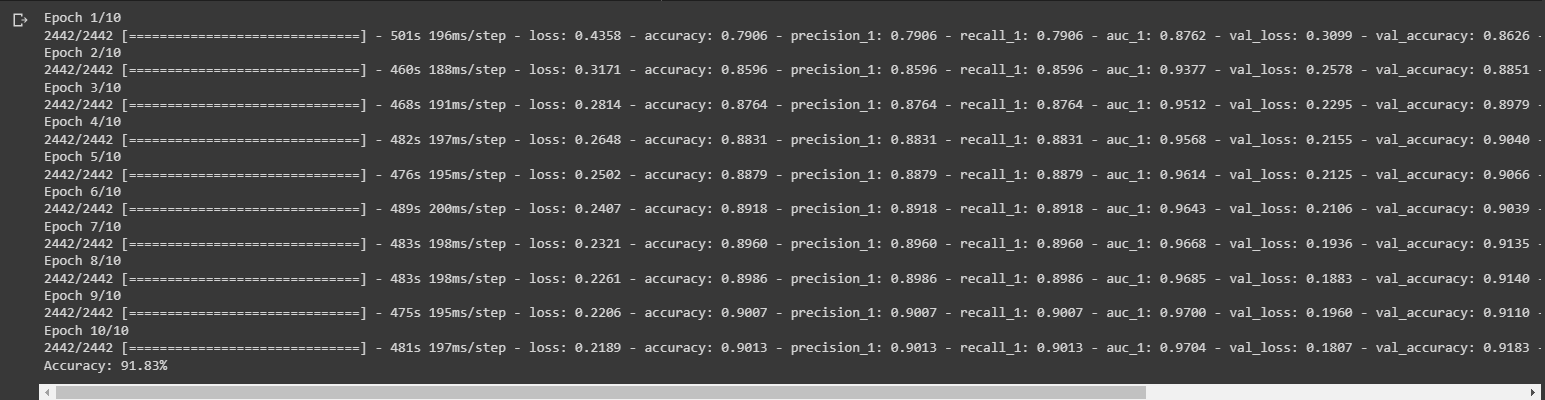 Epoch 1/10
2442/2442 [==============================] - 501s 196ms/step - loss: 0.4358 - accuracy: 0.7906 - precision_1: 0.7906 - recall_1: 0.7906 - auc_1: 0.8762 - val_loss: 0.3099 - val_accuracy: 0.8626 -
Epoch 2/10
2442/2442 [==============================] - 460s 188ms/step - loss: 0.3171 - accuracy: 0.8596 - precision_1: 0.8596 - recall_1: 0.8596 - auc_1: 0.9377 - val_loss: 0.2578 - val_accuracy: 0.8851 -
Epoch 3/10
2442/2442 [==============================] - 468s 191ms/step - loss: 0.2814 - accuracy: 0.8764 - precision_1: 0.8764 - recall_1: 0.8764 - auc_1: 0.9512 - val_loss: 0.2295 - val_accuracy: 0.8979 -
Epoch 4/10
2442/2442 [==============================] - 482s 197ms/step - loss: 0.2648 - accuracy: 0.8831 - precision_1: 0.8831 - recall_1: 0.8831 - auc_1: 0.9568 - val_loss: 0.2155 - val_accuracy: 0.9040 -
Epoch 5/10
2442/2442 [==============================] - 476s 195ms/step - loss: 0.2502 - accuracy: 0.8879 - precision_1: 0.8879 - recall_1: 0.8879 - auc_1: 0.9614 - val_loss: 0.2125 - val_accuracy: 0.9066 -
Epoch 6/10
2442/2442 [==============================] - 489s 200ms/step - loss: 0.2407 - accuracy: 0.8918 - precision_1: 0.8918 - recall_1: 0.8918 - auc_1: 0.9643 - val_loss: 0.2106 - val_accuracy: 0.9039 -
Epoch 7/10
2442/2442 [==============================] - 483s 198ms/step - loss: 0.2321 - accuracy: 0.8960 - precision_1: 0.8960 - recall_1: 0.8960 - auc_1: 0.9668 - val_loss: 0.1936 - val_accuracy: 0.9135 -
Epoch 8/10
2442/2442 [==============================] - 483s 198ms/step - loss: 0.2261 - accuracy: 0.8986 - precision_1: 0.8986 - recall_1: 0.8986 - auc_1: 0.9685 - val_loss: 0.1883 - val_accuracy: 0.9140 -
Epoch 9/10
2442/2442 [==============================] - 475s 195ms/step - loss: 0.2206 - accuracy: 0.9007 - precision_1: 0.9007 - recall_1: 0.9007 - auc_1: 0.9700 - val_loss: 0.1960 - val_accuracy: 0.9110 -
Epoch 10/10
2442/2442 [==============================] - 481s 197ms/step - loss: 0.2189 - accuracy: 0.9013 - precision_1: 0.9013 - recall_1: 0.9013 - auc_1: 0.9704 - val_loss: 0.1807 - val_accuracy: 0.9183 -
Accuracy: 91.83%